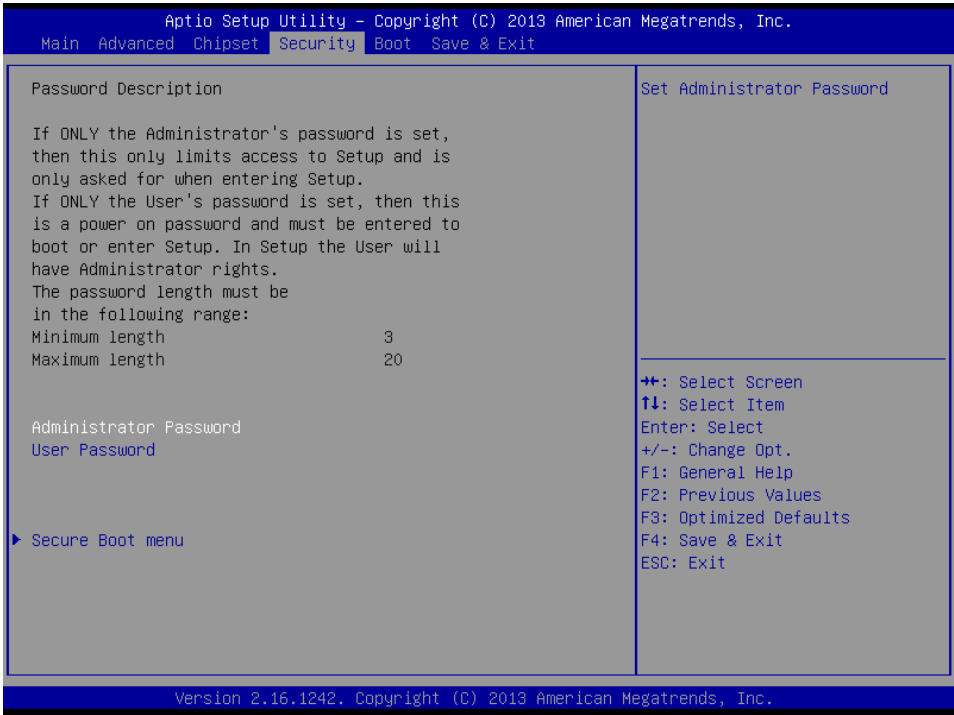 Aptio Setup Utility – Copyright (C) 2013 American Megatrends, Inc.
Main Advanced Chipset Security Boot Save & Exit
Password Description
If ONLY the Administrator's password is set,
then this only limits access to Setup and is
only asked for when entering Setup.
If ONLY the User's password is set, then this
is a power on password and must be entered to
boot or enter Setup. In Setup the User will
have Administrator rights.
The password length must be
in the following range:
Minimum length 3
Maximum length 20
Administrator Password
User Password
Secure Boot menu
Set Administrator Password
→←: Select Screen
↑↓: Select Item
Enter: Select
+/-: Change Opt.
F1: General Help
F2: Previous Values
F3: Optimized Defaults
F4: Save & Exit
ESC: Exit
Version 2.16.1242. Copyright (C) 2013 American Megatrends, Inc.